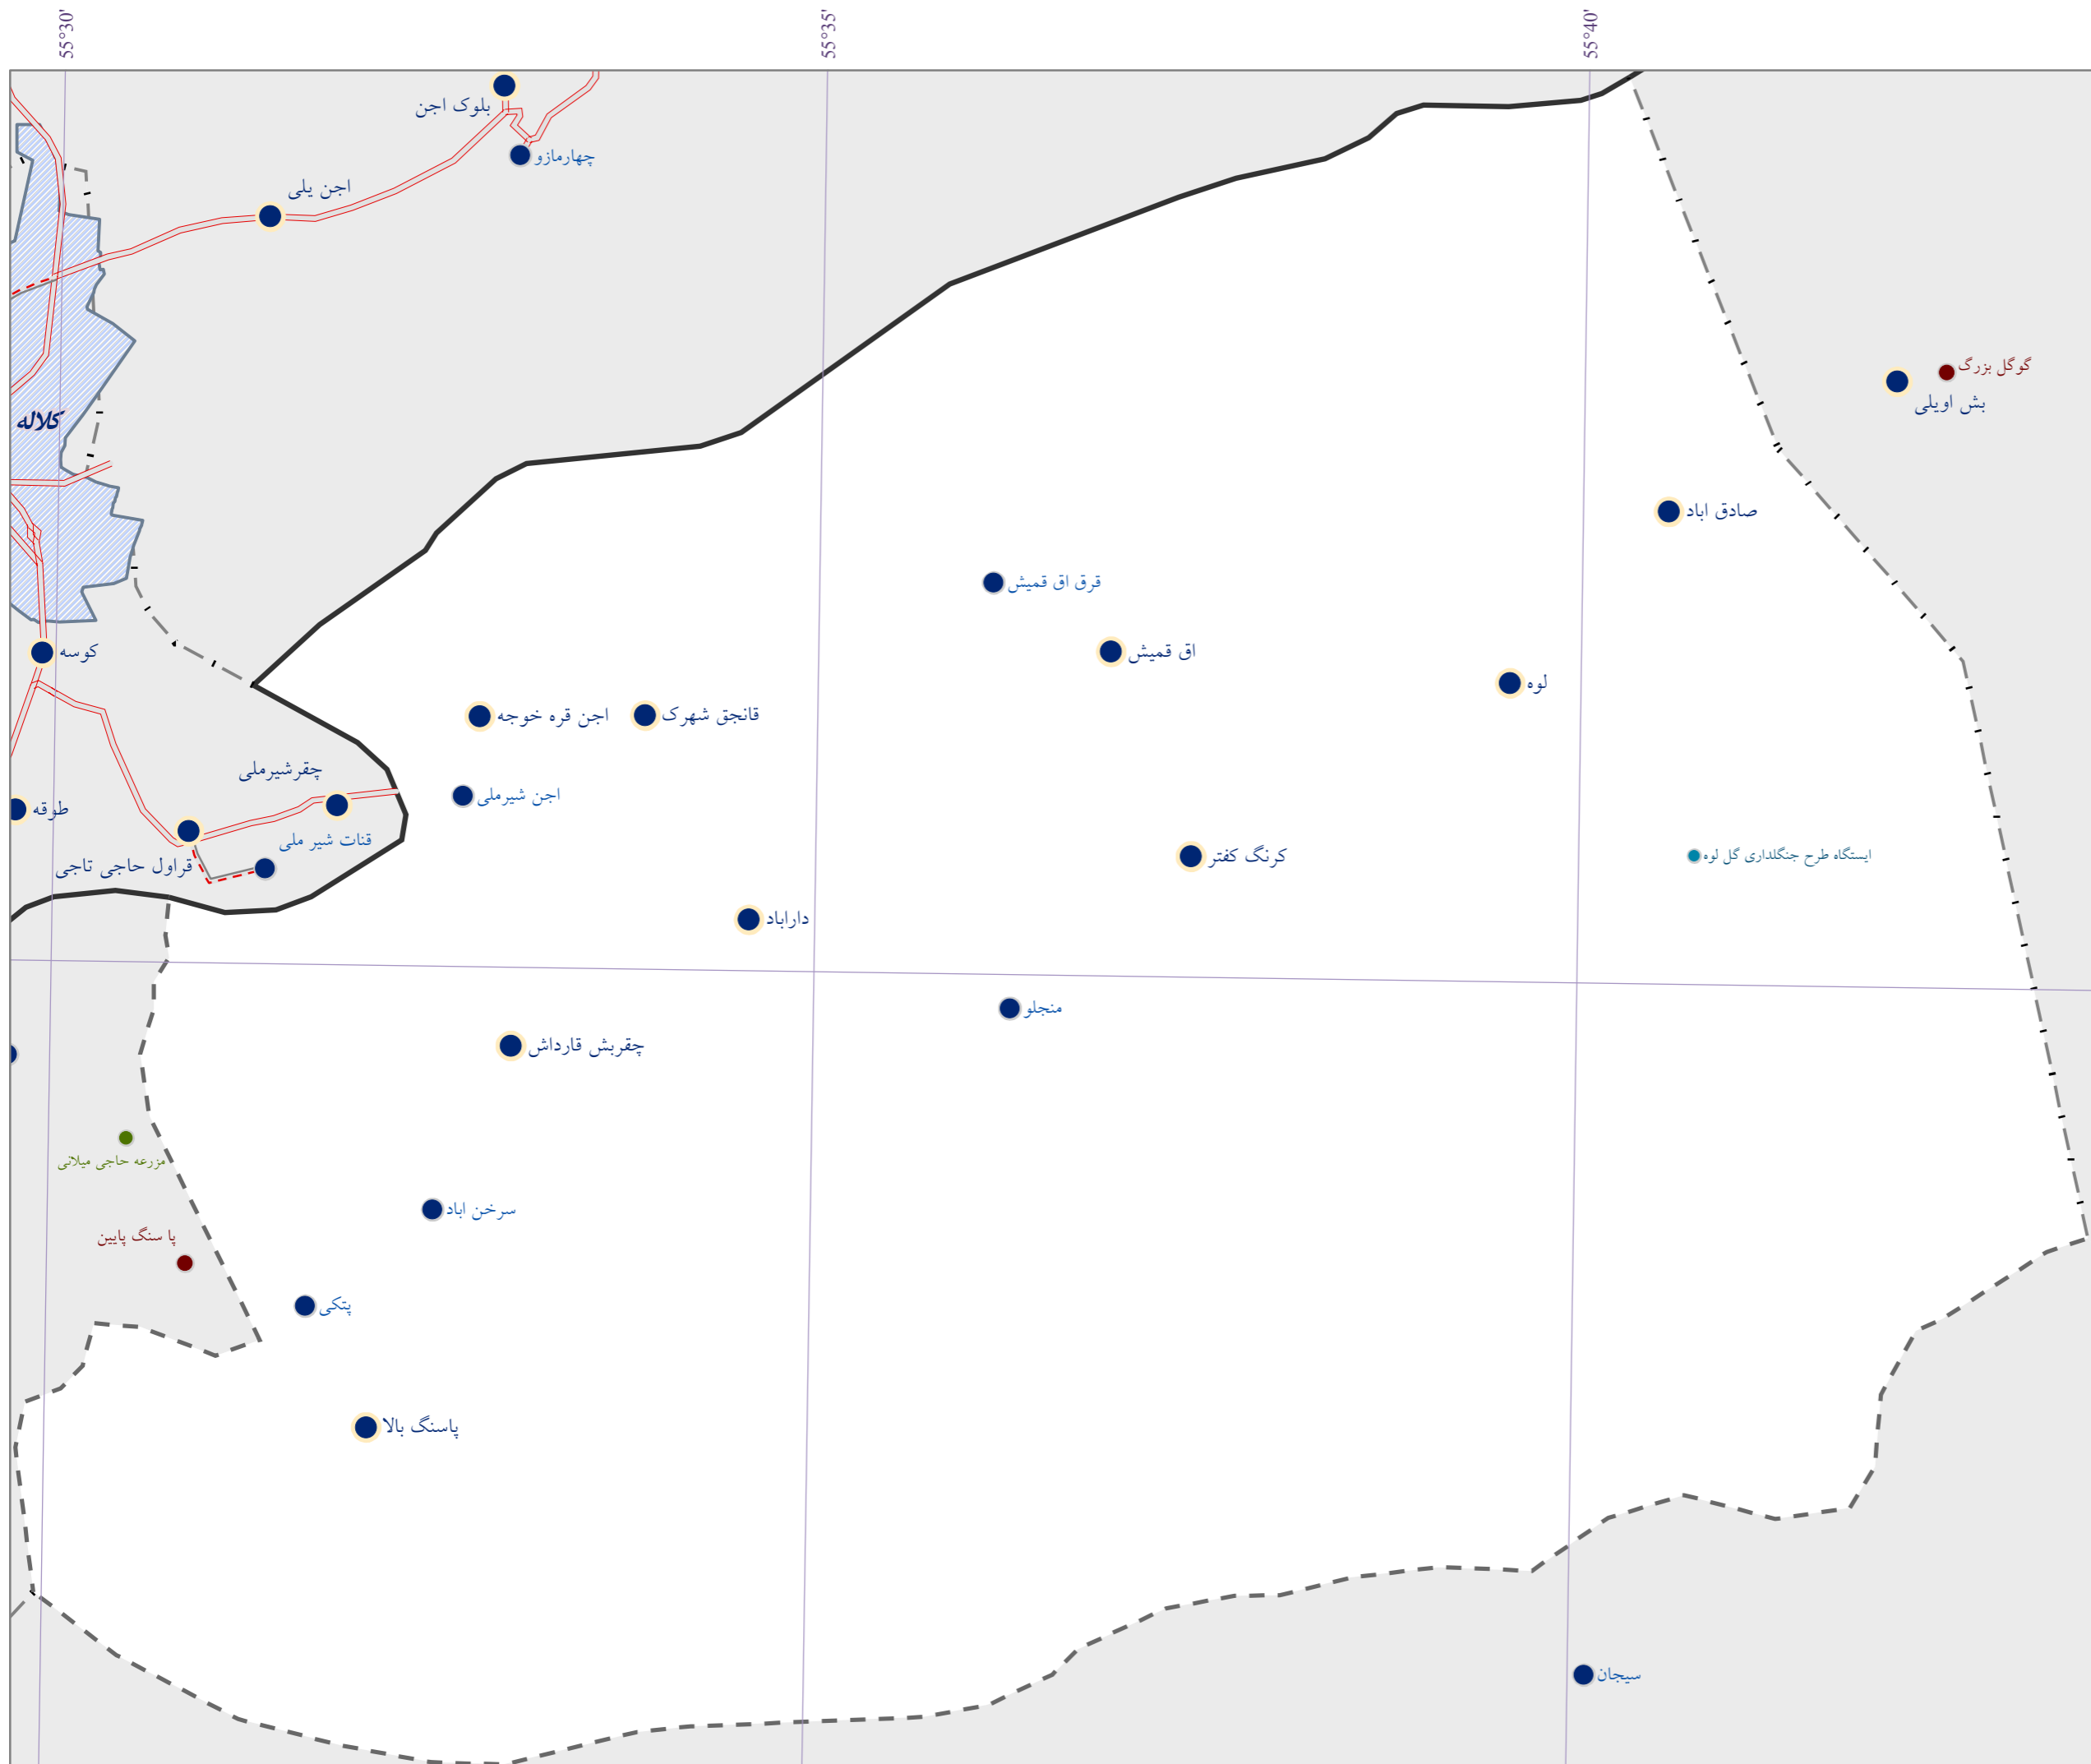 55°30'
55°35'
55°40'
بلوک اجن
چهارمازو
اجن یلی
گوگل بزرگ
بش اویلی
کلاله
صادق اباد
قرق اق قمیش
اق قمیش
کوسه
لوه
قانجق شهرک
اجن قره خوجه
چقرشیرملی
اجن شیرملی
طوقه
قنات شیر ملی
قراول حاجی تاجی
کرنگ کفتر
ایستگاه طرح جنگلداری گل لوه
داراباد
منجلو
چقربش قارداش
مزرعه حاجی میلانی
سرخن اباد
پا سنگ پایین
پتکی
پاسنگ بالا
سیجان